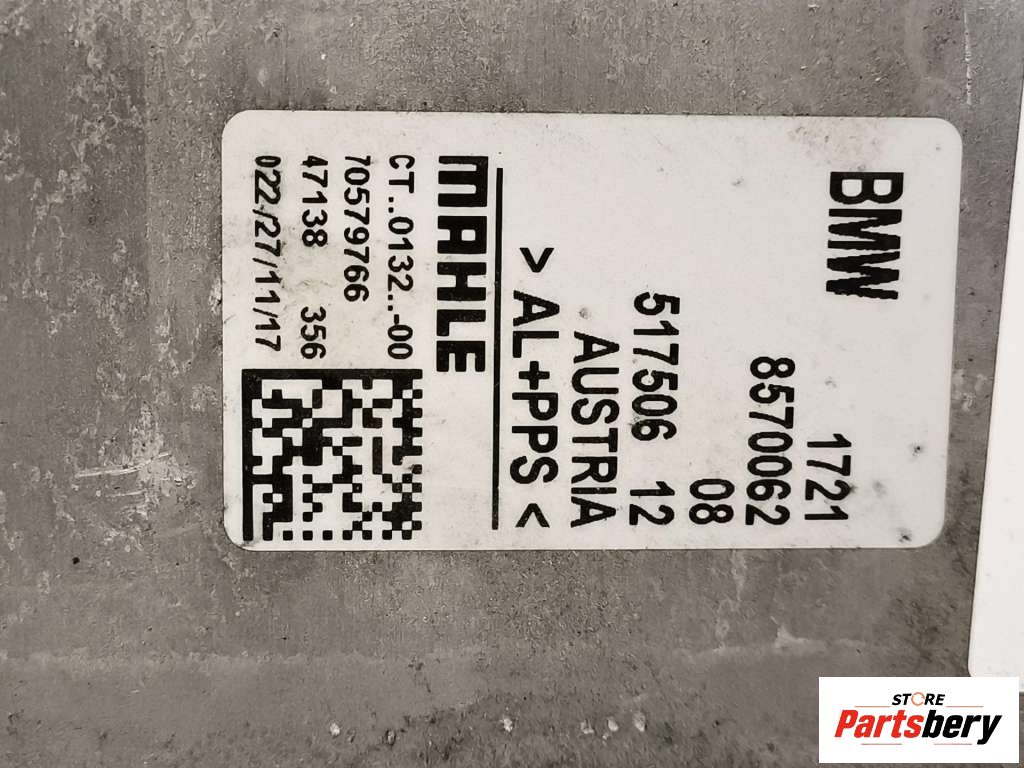 BMW
1721
8570062
08
517506 12
AUSTRIA
> AL+PPS <
MAHLE
CT..0132..-00
70579766
47138 356
022/27/11/17
STORE
Partsbery